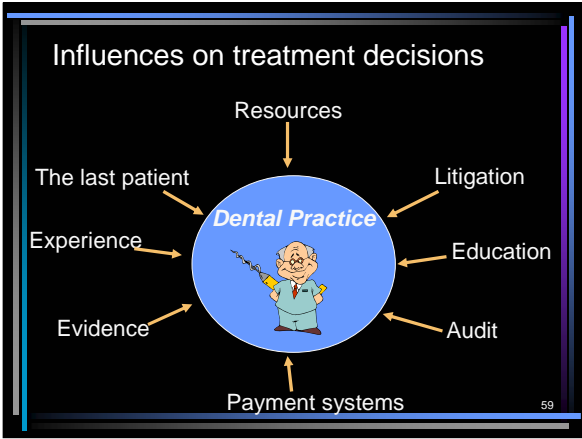 Influences on treatment decisions
Resources
The last patient
Litigation
Dental Practice
Experience
Education
Evidence
Audit
Payment systems
59